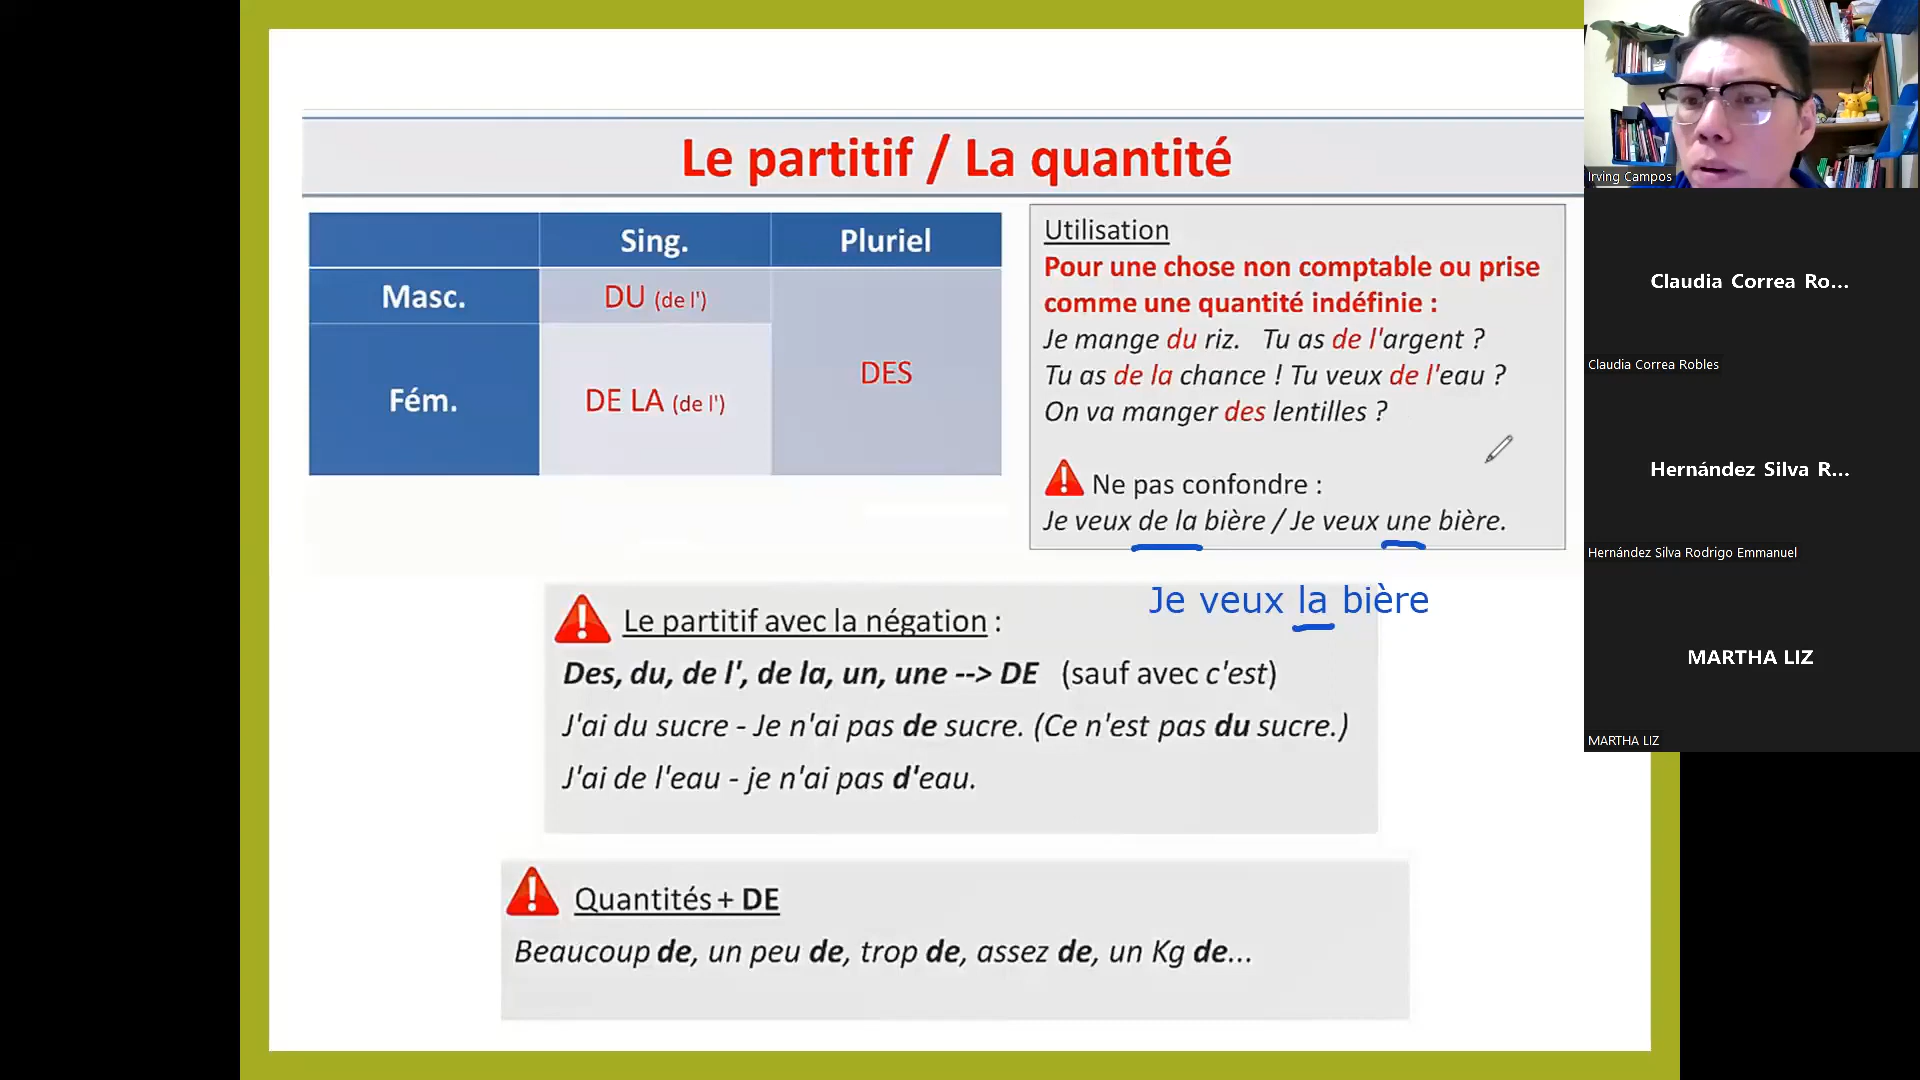 Le partitif / La quantité
Sing.
Pluriel
Masc.
DU (de l')
DES
Fém.
DE LA (de l')
Utilisation
Pour une chose non comptable ou prise
comme une quantité indéfinie :
Je mange du riz.   Tu as de l'argent ?
Tu as de la chance ! Tu veux de l'eau ?
On va manger des lentilles ?
Ne pas confondre :
Je veux de la bière / Je veux une bière.
Je veux la bière
Le partitif avec la négation :
Des, du, de l', de la, un, une --> DE   (sauf avec c'est)
J'ai du sucre - Je n'ai pas de sucre. (Ce n'est pas du sucre.)
J'ai de l'eau - je n'ai pas d'eau.
Quantités + DE
Beaucoup de, un peu de, trop de, assez de, un Kg de...
Irving Campos
Claudia Correa Ro...
Claudia Correa Robles
Hernández Silva R...
Hernández Silva Rodrigo Emmanuel
MARTHA LIZ
MARTHA LIZ